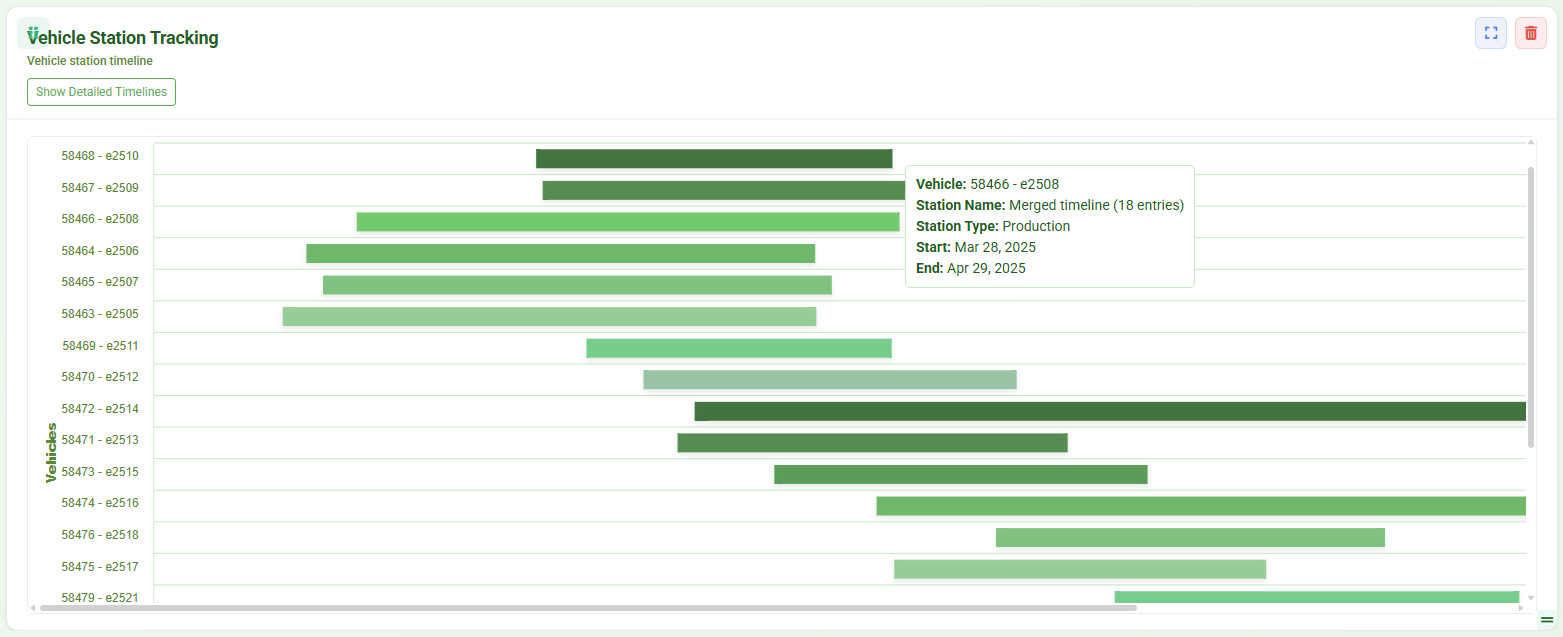 Vehicle Station Tracking
Vehicle station timeline
Show Detailed Timelines
58468 - e2510
58467 - e2509
58466 - e2508
58464 - e2506
58465 - e2507
58463 - e2505
58469 - e2511
58470 - e2512
58472 - e2514
58471 - e2513
58473 - e2515
58474 - e2516
58476 - e2518
58475 - e2517
58479 - e2521
Vehicles
Vehicle: 58466 - e2508
Station Name: Merged timeline (18 entries)
Station Type: Production
Start: Mar 28, 2025
End: Apr 29, 2025